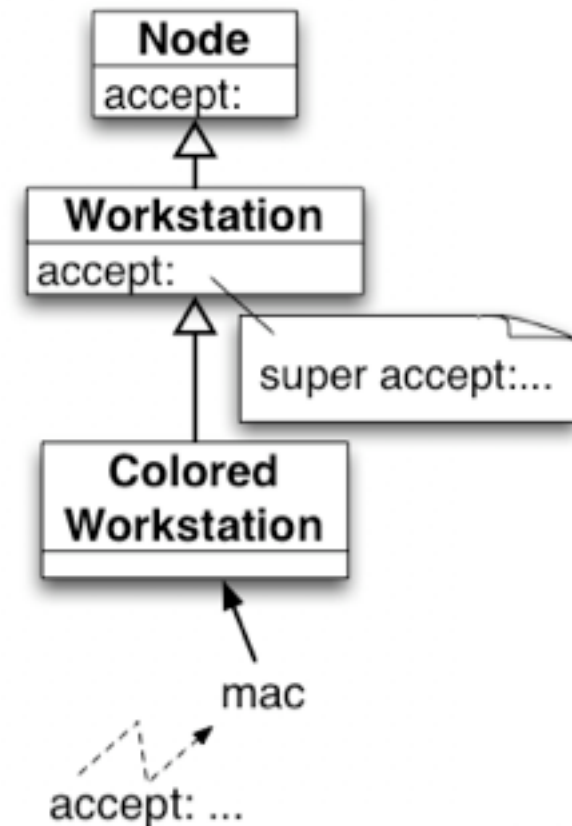 Node
accept:
Workstation
accept:
super accept:...
Colored
Workstation
mac
accept: ...